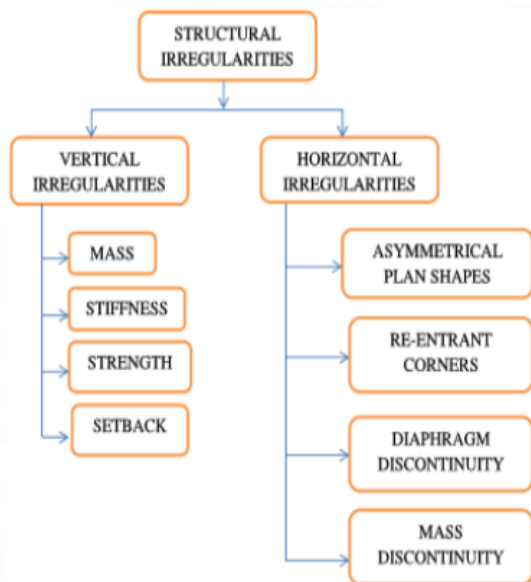 STRUCTURAL
IRREGULARITIES
VERTICAL
IRREGULARITIES
MASS
STIFFNESS
STRENGTH
SETBACK
HORIZONTAL
IRREGULARITIES
ASYMMETRICAL
PLAN SHAPES
RE-ENTRANT
CORNERS
DIAPHRAGM
DISCONTINUITY
MASS
DISCONTINUITY